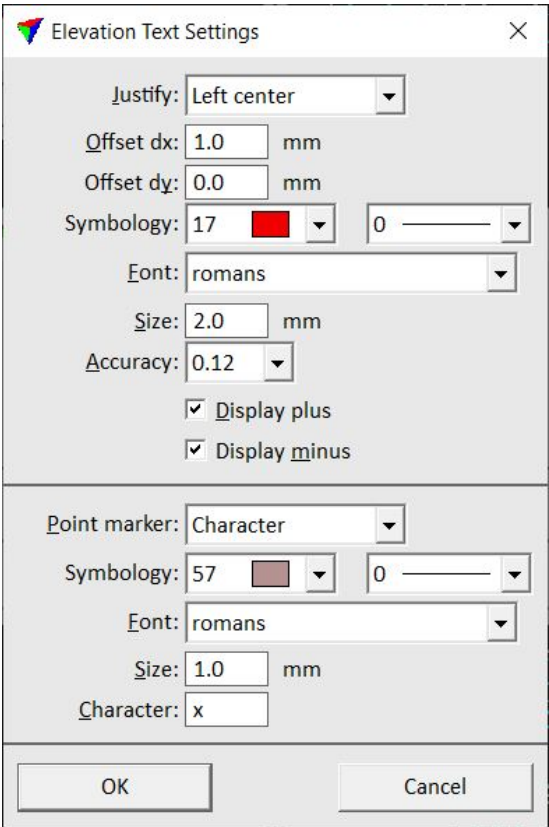 Elevation Text Settings
Justify: Left center
Offset dx: 1.0 mm
Offset dy: 0.0 mm
Symbology: 17 0
Font: romans
Size: 2.0 mm
Accuracy: 0.12
Display plus
Display minus
Point marker: Character
Symbology: 57 0
Font: romans
Size: 1.0 mm
Character: x
OK Cancel